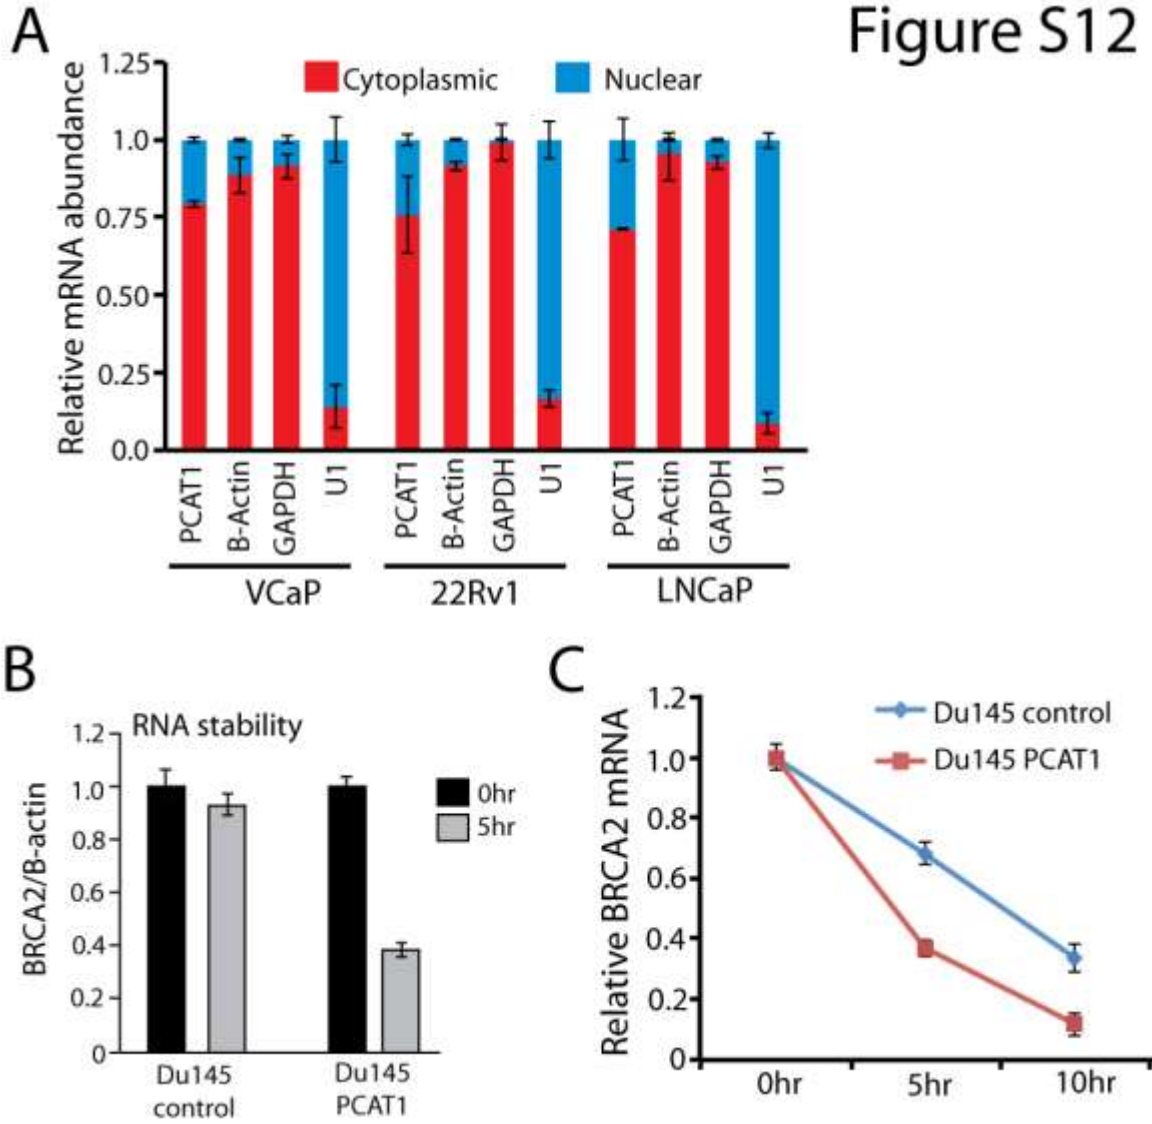 A
Figure S12
Relative mRNA abundance
1.25
1.0
0.75
0.50
0.25
0.0
Cytoplasmic
Nuclear
PCAT1
B-Actin
GAPDH
U1
PCAT1
B-Actin
GAPDH
U1
PCAT1
B-Actin
GAPDH
U1
VCaP
22Rv1
LNCaP
B
RNA stability
BRCA2/B-actin
1.2
1.0
0.8
0.6
0.4
0.2
0
0hr
5hr
Du145
control
Du145
PCAT1
C
Relative BRCA2 mRNA
1.2
1.0
0.8
0.6
0.4
0.2
0
Du145 control
Du145 PCAT1
0hr
5hr
10hr